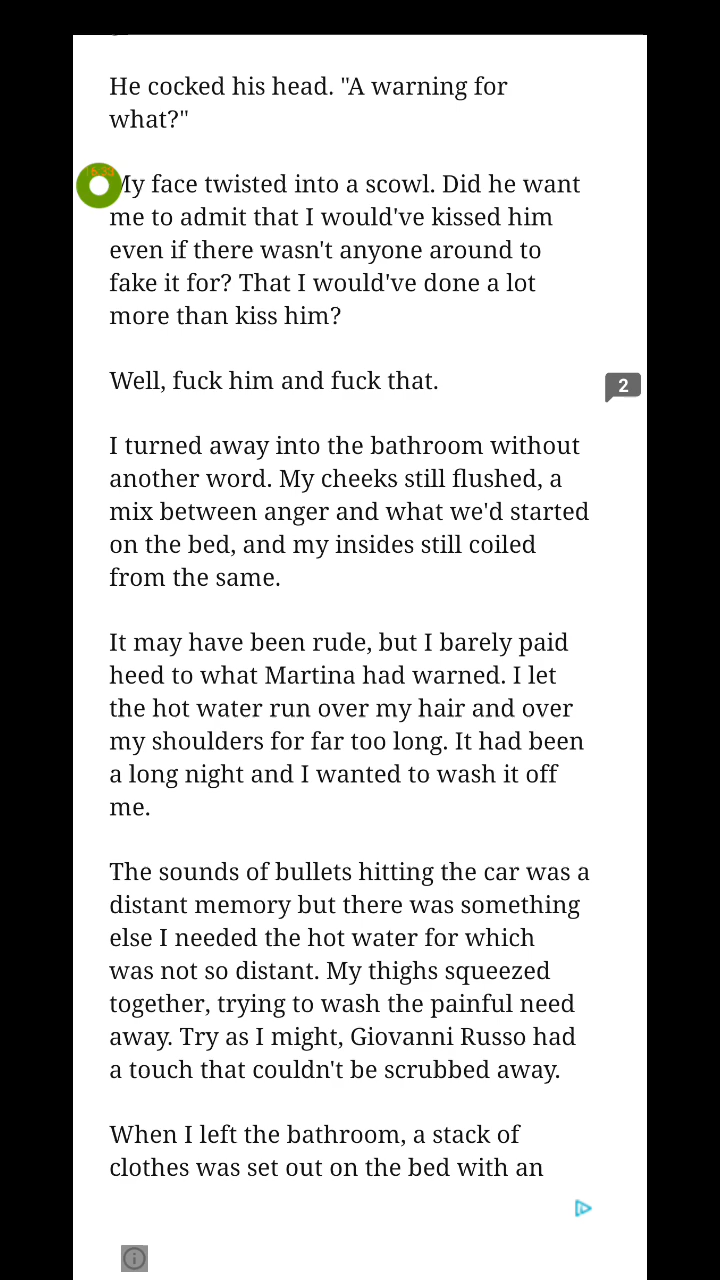 He cocked his head. "A warning for
what?"
My face twisted into a scowl. Did he want
me to admit that I would've kissed him
even if there wasn't anyone around to
fake it for? That I would've done a lot
more than kiss him?
Well, fuck him and fuck that.
2
I turned away into the bathroom without
another word. My cheeks still flushed, a
mix between anger and what we'd started
on the bed, and my insides still coiled
from the same.
It may have been rude, but I barely paid
heed to what Martina had warned. I let
the hot water run over my hair and over
my shoulders for far too long. It had been
a long night and I wanted to wash it off
me.
The sounds of bullets hitting the car was a
distant memory but there was something
else I needed the hot water for which
was not so distant. My thighs squeezed
together, trying to wash the painful need
away. Try as I might, Giovanni Russo had
a touch that couldn't be scrubbed away.
When I left the bathroom, a stack of
clothes was set out on the bed with an